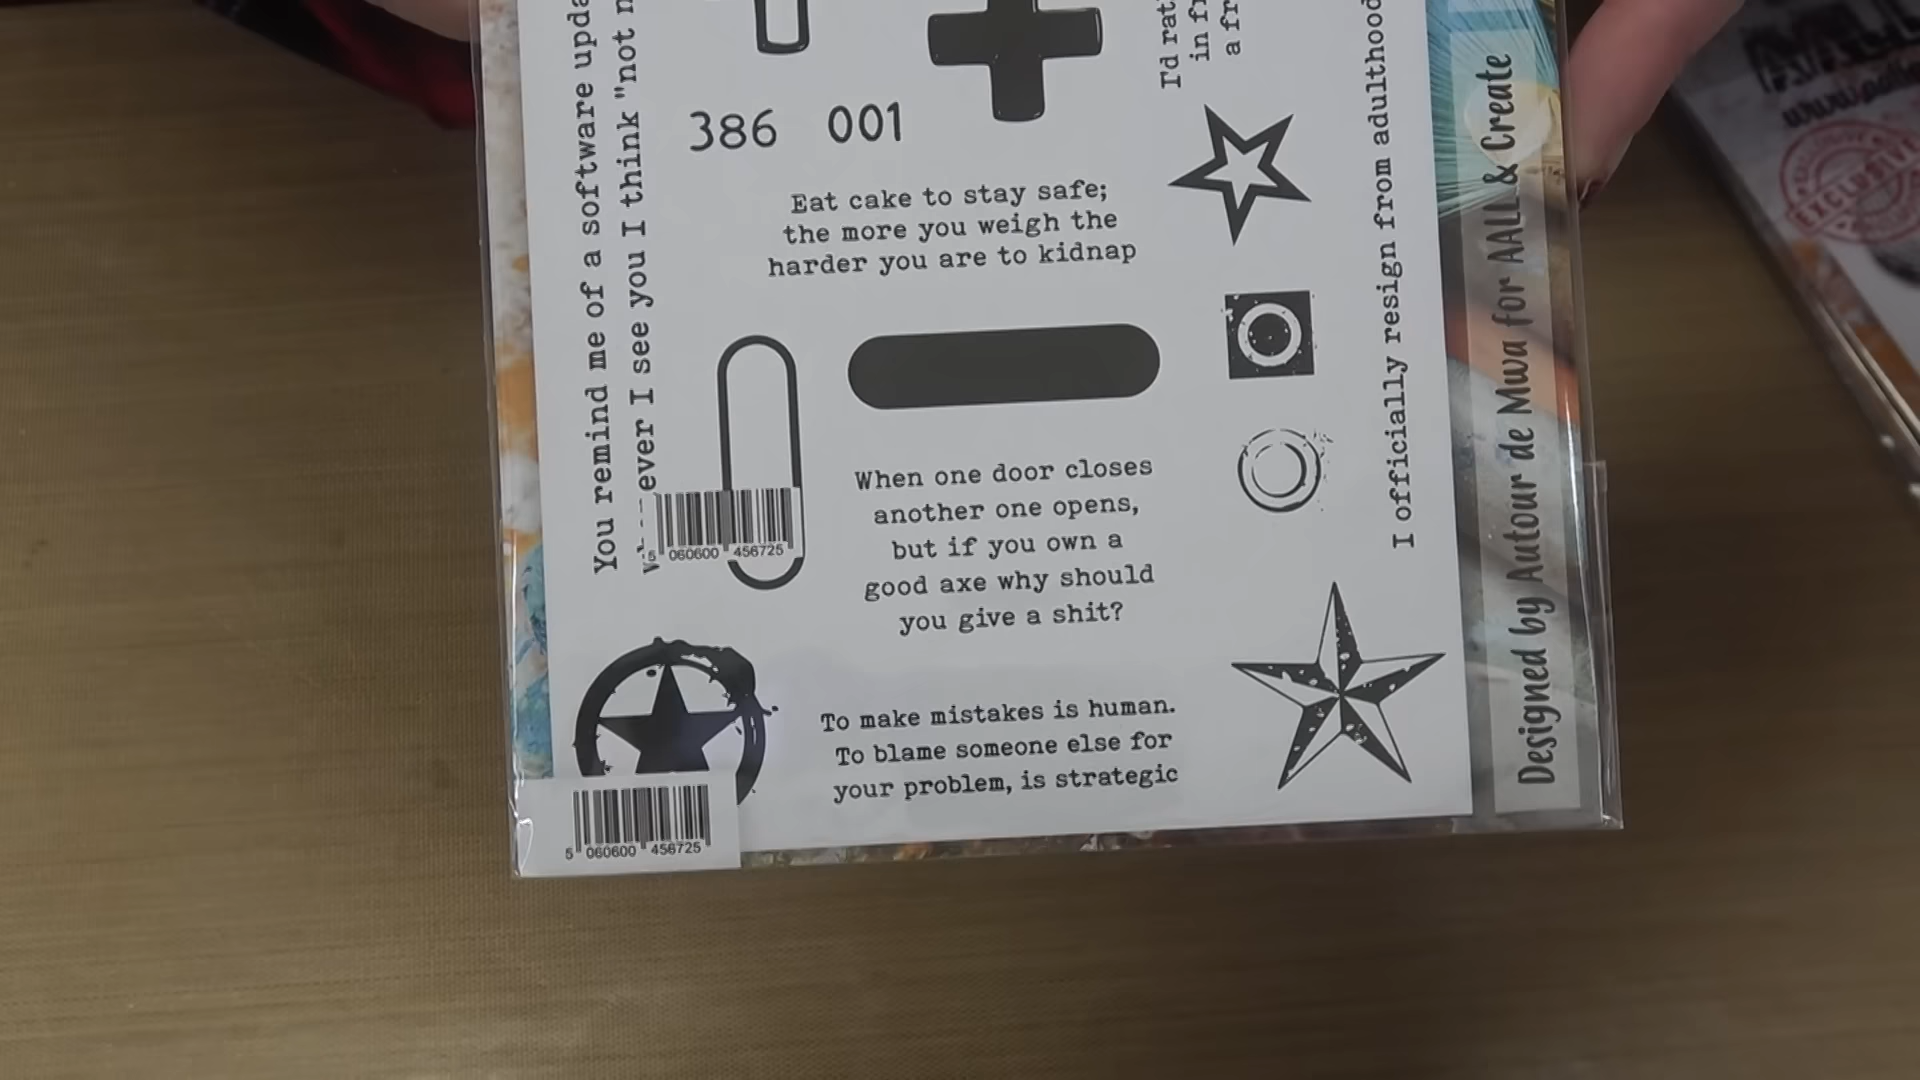 You remind me of a software
ever I see you I think "not
386 001
I'd
in
a
I officially resign from adulthood
Designed by Autour de Mwa for AALL & Create
Eat cake to stay safe;
the more you weigh the
harder you are to kidnap
When one door closes
another one opens,
but if you own a
good axe why should
you give a shit?
5 060600 456725
To make mistakes is human.
To blame someone else for
your problem, is strategic
5 060600 456725
EXCLUSIVE